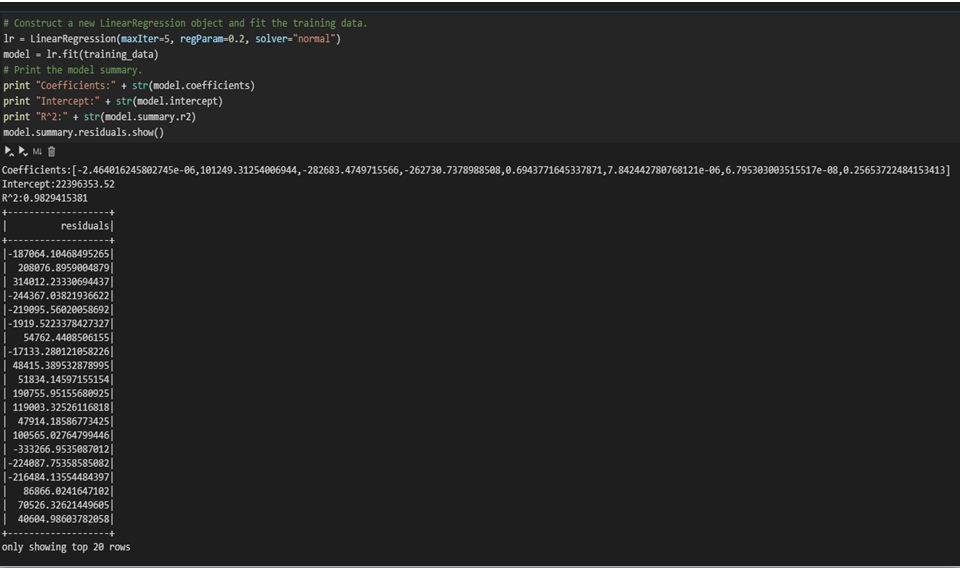 # Construct a new LinearRegression object and fit the training data.
lr = LinearRegression(maxIter=5, regParam=0.2, solver="normal")
model = lr.fit(training_data)
# Print the model summary.
print "Coefficients:" + str(model.coefficients)
print "Intercept:" + str(model.intercept)
print "R^2:" + str(model.summary.r2)
model.summary.residuals.show()
M↓
Coefficients:[-2.464016245802745e-06,101249.31254006944,-282683.4749715566,-262730.7378988508,0.6943771645337871,7.842442780768121e-06,6.795303003515517e-08,0.25653722484153413]
Intercept:22396353.52
R^2:0.9829415381
+-------------------+
|          residuals|
+-------------------+
|-187064.10468495265|
|  208076.8959004879|
| 314012.23330694437|
|-244367.03821936622|
|-219095.56020058692|
|-1919.5223378427327|
|   54762.4408506155|
|-17133.280121058226|
| 48415.389532878995|
|  51834.14597155154|
| 190755.95155680925|
| 119003.32526116818|
|  47914.18586773425|
| 100565.02764799446|
| -333266.9535087012|
|-224087.75358585082|
|-216484.13554484397|
|   86866.0241647102|
|  70526.32621449605|
|  40604.98603782058|
+-------------------+
only showing top 20 rows